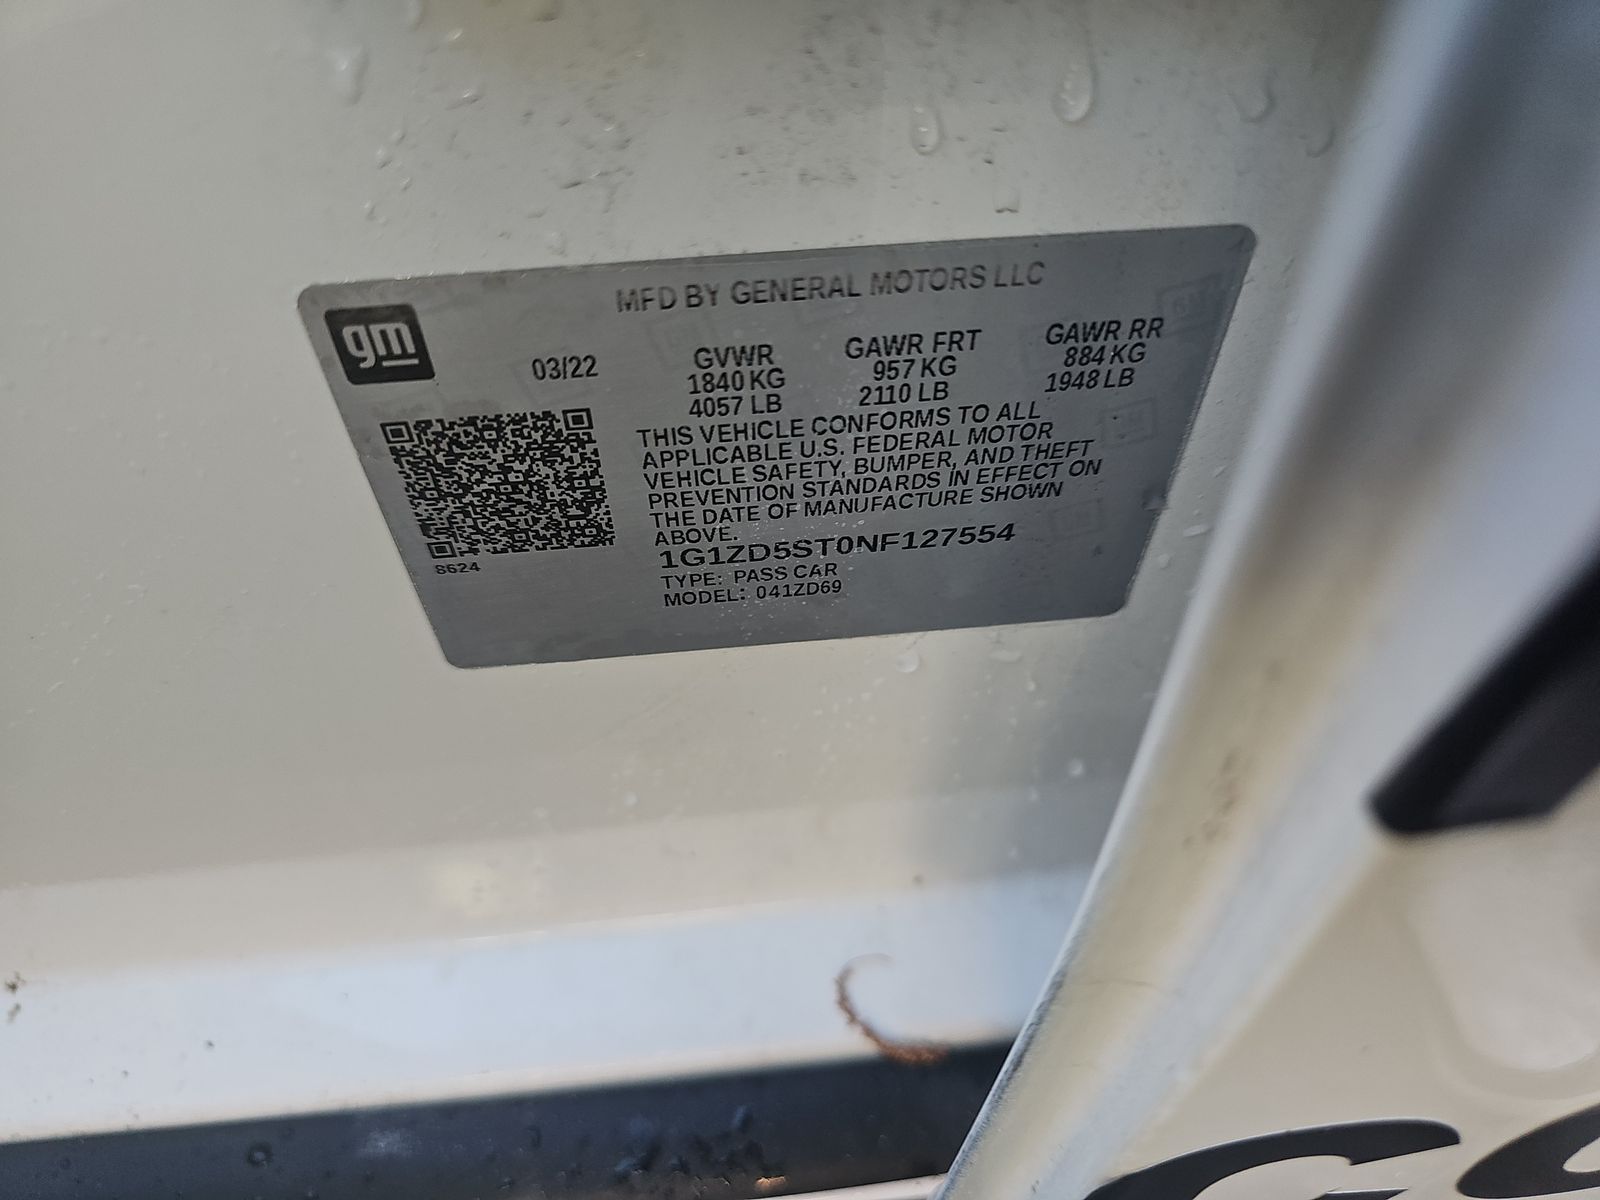 MFD BY GENERAL MOTORS LLC
gm
03/22
GVWR
1840 KG
4057 LB
GAWR FRT
957 KG
2110 LB
GAWR RR
884 KG
1948 LB
THIS VEHICLE CONFORMS TO ALL
APPLICABLE U.S. FEDERAL MOTOR
VEHICLE SAFETY, BUMPER, AND THEFT
PREVENTION STANDARDS IN EFFECT ON
THE DATE OF MANUFACTURE SHOWN
ABOVE.
1G1ZD5ST0NF127554
TYPE: PASS CAR
MODEL: 041ZD69
8624